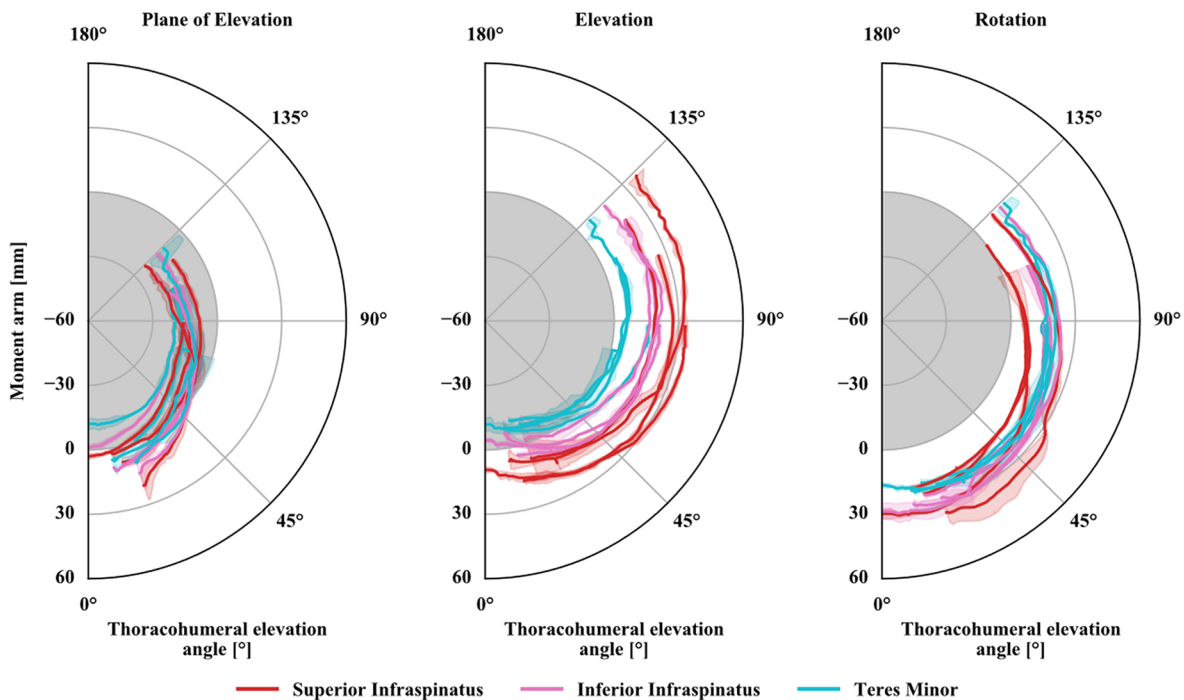 Plane of Elevation
Elevation
Rotation
180°
180°
180°
135°
135°
135°
Moment arm [mm]
−60
90°
−60
90°
−60
90°
−30
−30
−30
0
0
0
45°
45°
45°
30
30
30
60
60
60
0°
0°
0°
Thoracohumeral elevation
angle [°]
Thoracohumeral elevation
angle [°]
Thoracohumeral elevation
angle [°]
Superior Infraspinatus
Inferior Infraspinatus
Teres Minor